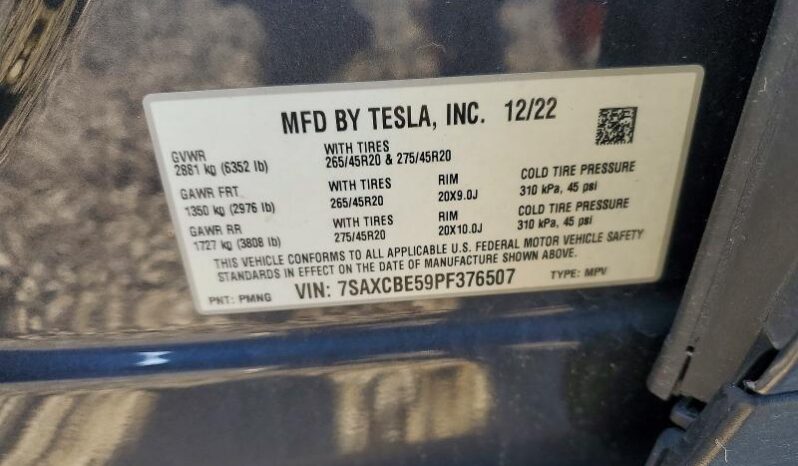 MFD BY TESLA, INC. 12/22
GVWR
2881 kg (6352 lb)
WITH TIRES
265/45R20 & 275/45R20
GAWR FRT
1350 kg (2976 lb)
WITH TIRES
265/45R20
RIM
20X9.0J
COLD TIRE PRESSURE
310 kPa, 45 psi
GAWR RR
1727 kg (3808 lb)
WITH TIRES
275/45R20
RIM
20X10.0J
COLD TIRE PRESSURE
310 kPa, 45 psi
THIS VEHICLE CONFORMS TO ALL APPLICABLE U.S. FEDERAL MOTOR VEHICLE SAFETY
STANDARDS IN EFFECT ON THE DATE OF MANUFACTURE SHOWN ABOVE.
PNT: PMNG VIN: 7SAXCBE59PF376507 TYPE: MPV